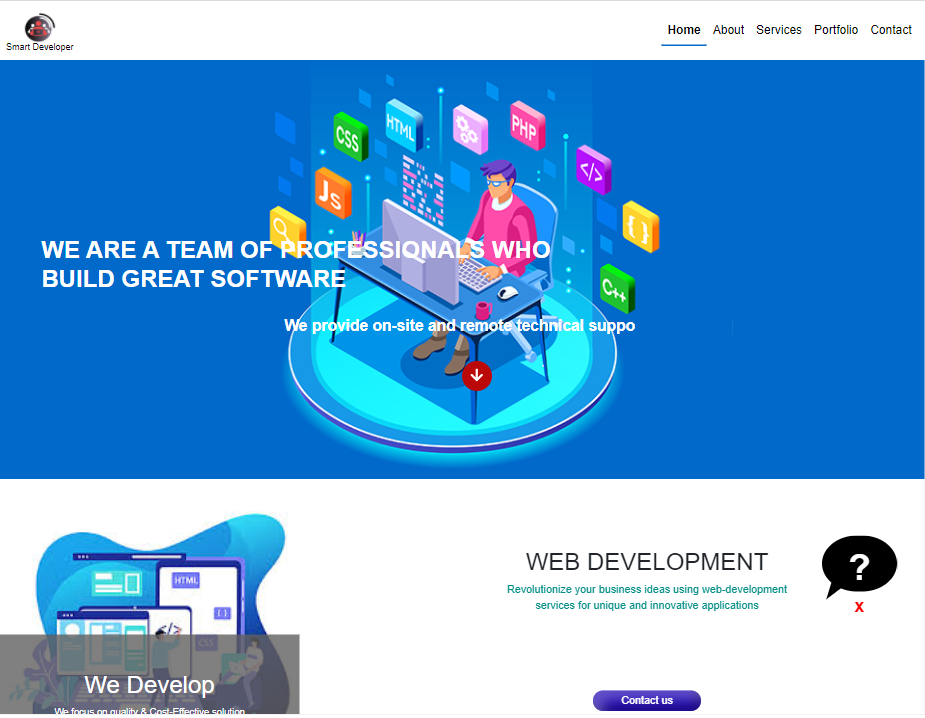 Smart Developer
Home About Services Portfolio Contact
CSS
HTML
PHP
</>
Js
{ }
C++
WE ARE A TEAM OF PROFESSIONALS WHO
BUILD GREAT SOFTWARE
We provide on-site and remote technical suppo
HTML
{ }
</>
CSS
WEB DEVELOPMENT
Revolutionize your business ideas using web-development
services for unique and innovative applications
?
X
We Develop
We focus on quality & Cost-Effective solution
Contact us